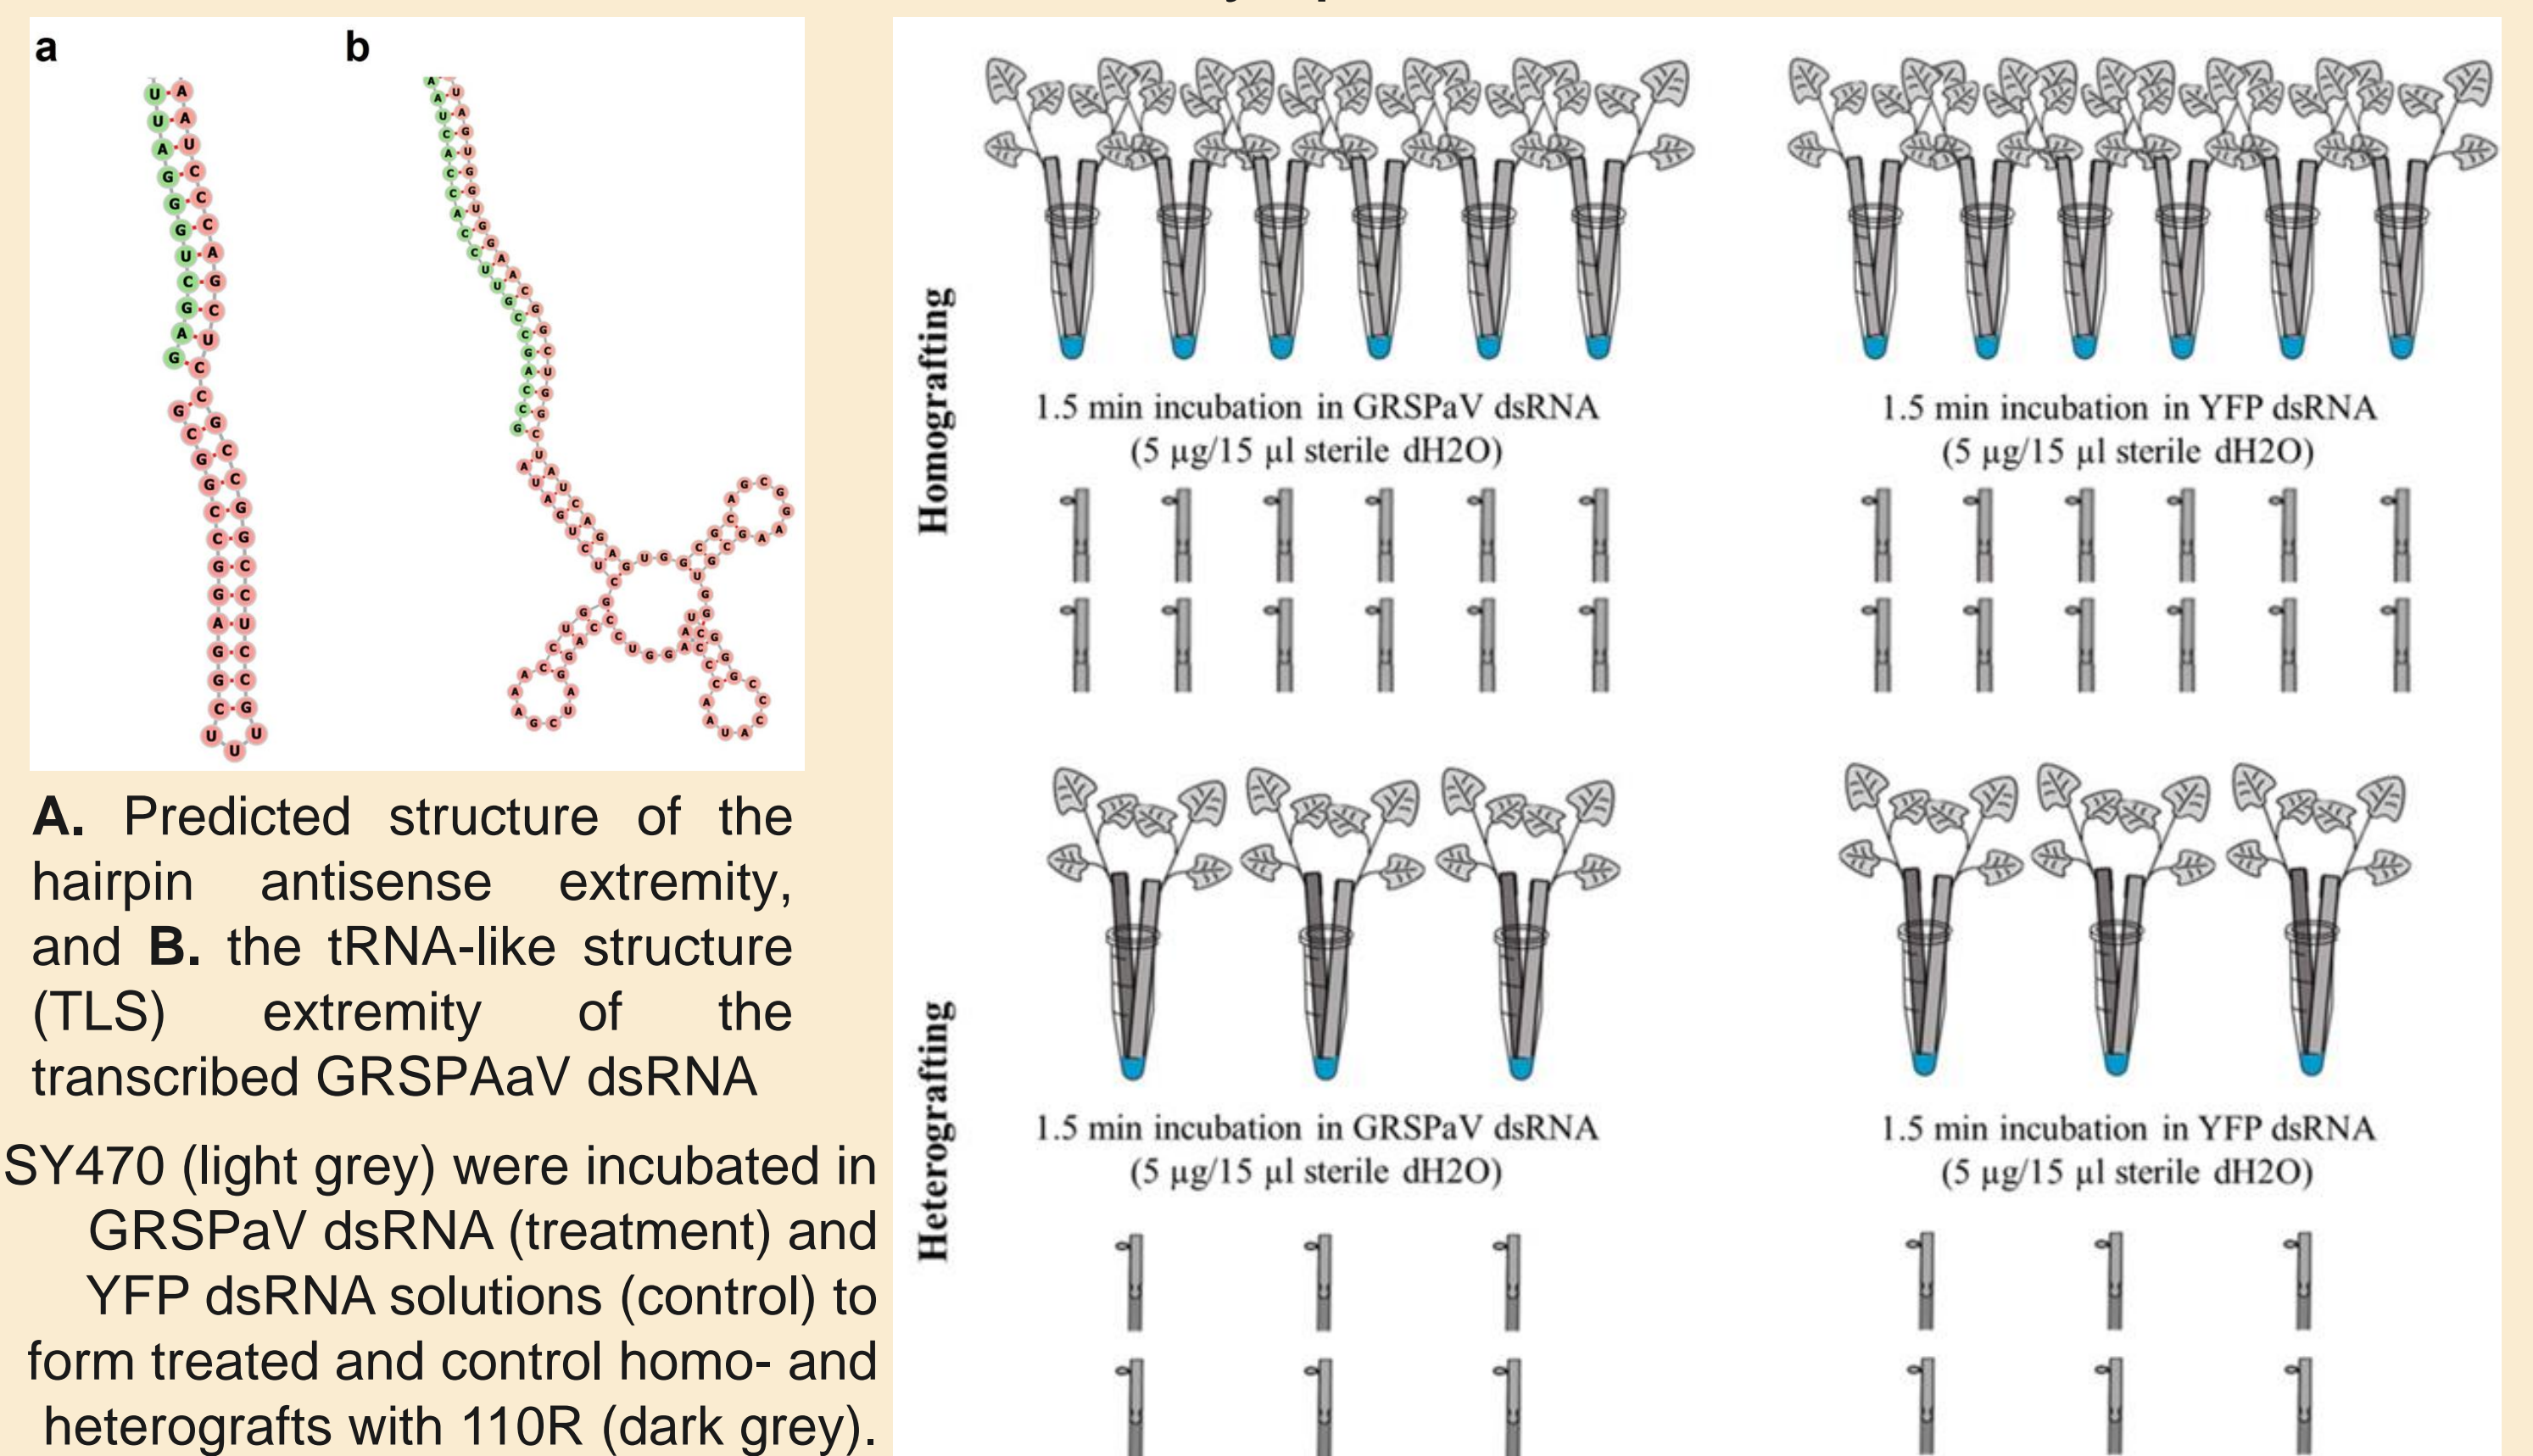 a
b
A. Predicted structure of the
hairpin antisense extremity,
and B. the tRNA-like structure
(TLS) extremity of the
transcribed GRSPAaV dsRNA
SY470 (light grey) were incubated in
GRSPaV dsRNA (treatment) and
YFP dsRNA solutions (control) to
form treated and control homo- and
heterografts with 110R (dark grey).
Homografting
1.5 min incubation in GRSPaV dsRNA
(5 µg/15 µl sterile dH2O)
1.5 min incubation in YFP dsRNA
(5 µg/15 µl sterile dH2O)
Heterografting
1.5 min incubation in GRSPaV dsRNA
(5 µg/15 µl sterile dH2O)
1.5 min incubation in YFP dsRNA
(5 µg/15 µl sterile dH2O)